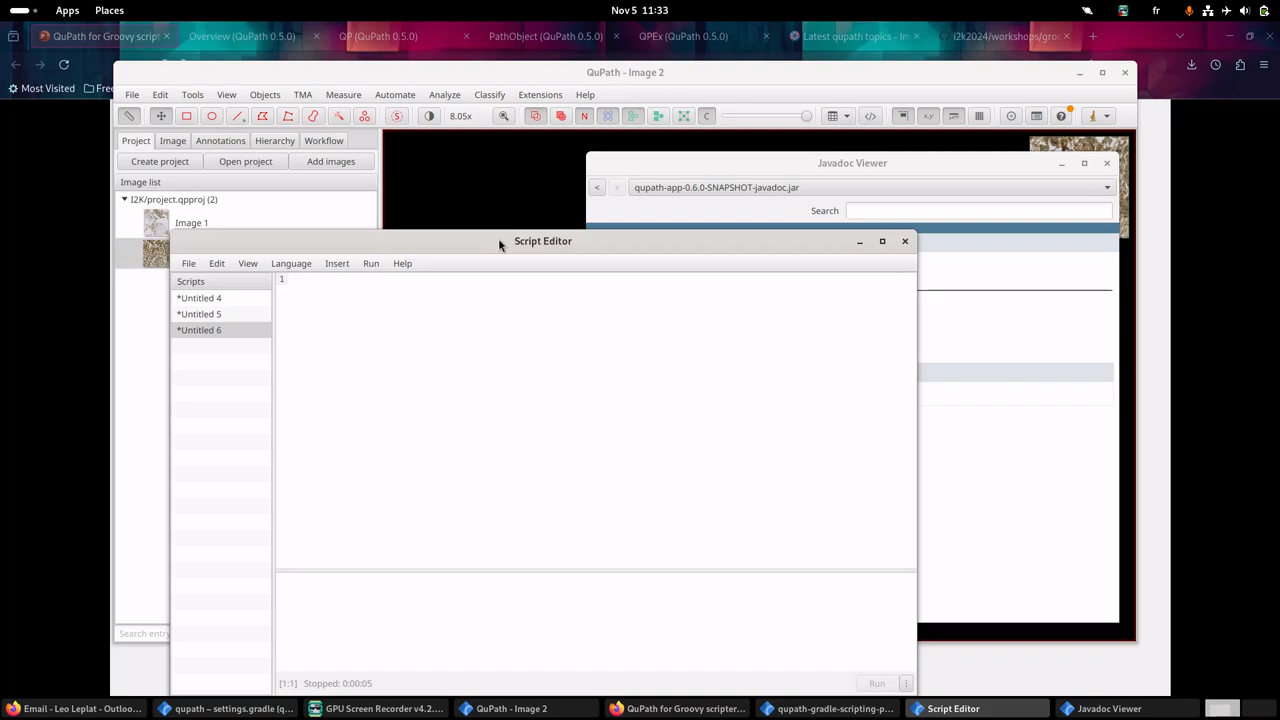 Apps Places Nov 5 11:33 fr
QuPath for Groovy script Overview (QuPath 0.5.0) QP (QuPath 0.5.0) PathObject (QuPath 0.5.0) QPEx (QuPath 0.5.0) Latest qupath topics - Im i2k2024/workshops/gro
Most Visited Free
QuPath - Image 2
File Edit Tools View Objects TMA Measure Automate Analyze Classify Extensions Help
S N 8.05x C x,y
Project Image Annotations Hierarchy Workflow
Create project Open project Add images
Image list
I2K/project.qpproj (2)
Image 1
Search entry
Javadoc Viewer
< > qupath-app-0.6.0-SNAPSHOT-javadoc.jar
Search
Script Editor
File Edit View Language Insert Run Help
Scripts
1
*Untitled 4
*Untitled 5
*Untitled 6
[1:1] Stopped: 0:00:05 Run
Email - Leo Leplat - Outloo... qupath – settings.gradle (q... GPU Screen Recorder v4.2.... QuPath - Image 2 QuPath for Groovy scripter... qupath-gradle-scripting-p... Script Editor Javadoc Viewer